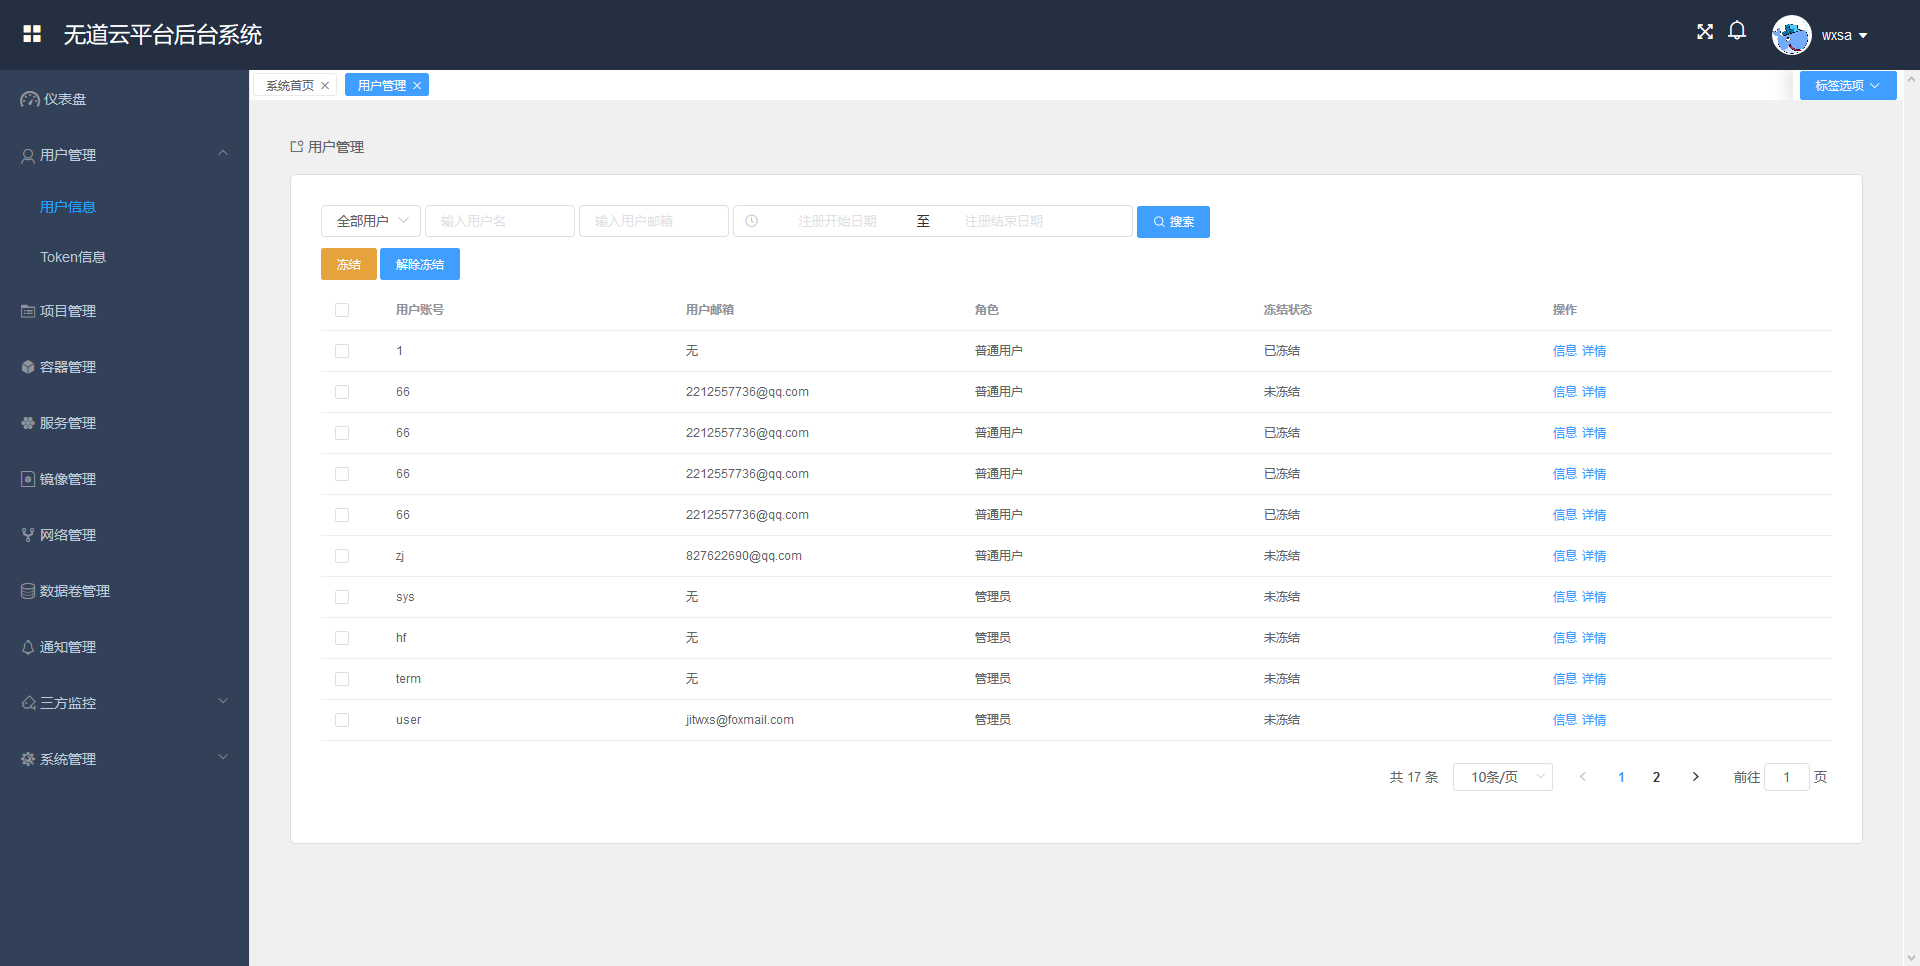 无道云平台后台系统
wxsa
仪表盘
用户管理
用户信息
Token信息
项目管理
容器管理
服务管理
镜像管理
网络管理
数据卷管理
通知管理
三方监控
系统管理
系统首页
用户管理
标签选项
用户管理
全部用户 输入用户名 输入用户邮箱 注册开始日期 至 注册结束日期 搜索
冻结 解除冻结
用户账号 用户邮箱 角色 冻结状态 操作
1 无 普通用户 已冻结 信息 详情
66 2212557736@qq.com 普通用户 未冻结 信息 详情
66 2212557736@qq.com 普通用户 已冻结 信息 详情
66 2212557736@qq.com 普通用户 已冻结 信息 详情
66 2212557736@qq.com 普通用户 已冻结 信息 详情
zj 827622690@qq.com 普通用户 未冻结 信息 详情
sys 无 管理员 未冻结 信息 详情
hf 无 管理员 未冻结 信息 详情
term 无 管理员 未冻结 信息 详情
user jitwxs@foxmail.com 管理员 未冻结 信息 详情
共 17 条 10条/页 1 2 前往 1 页